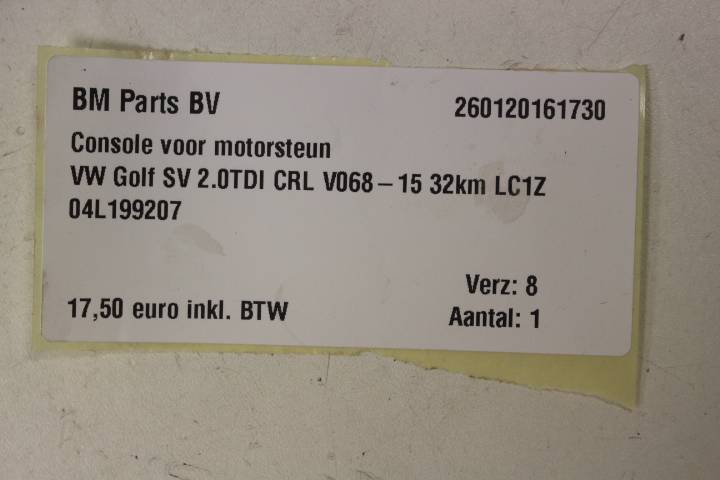 BM Parts BV 260120161730
Console voor motorsteun
VW Golf SV 2.0TDI CRL V068-15 32km LC1Z
04L199207
Verz: 8
17,50 euro inkl. BTW Aantal: 1